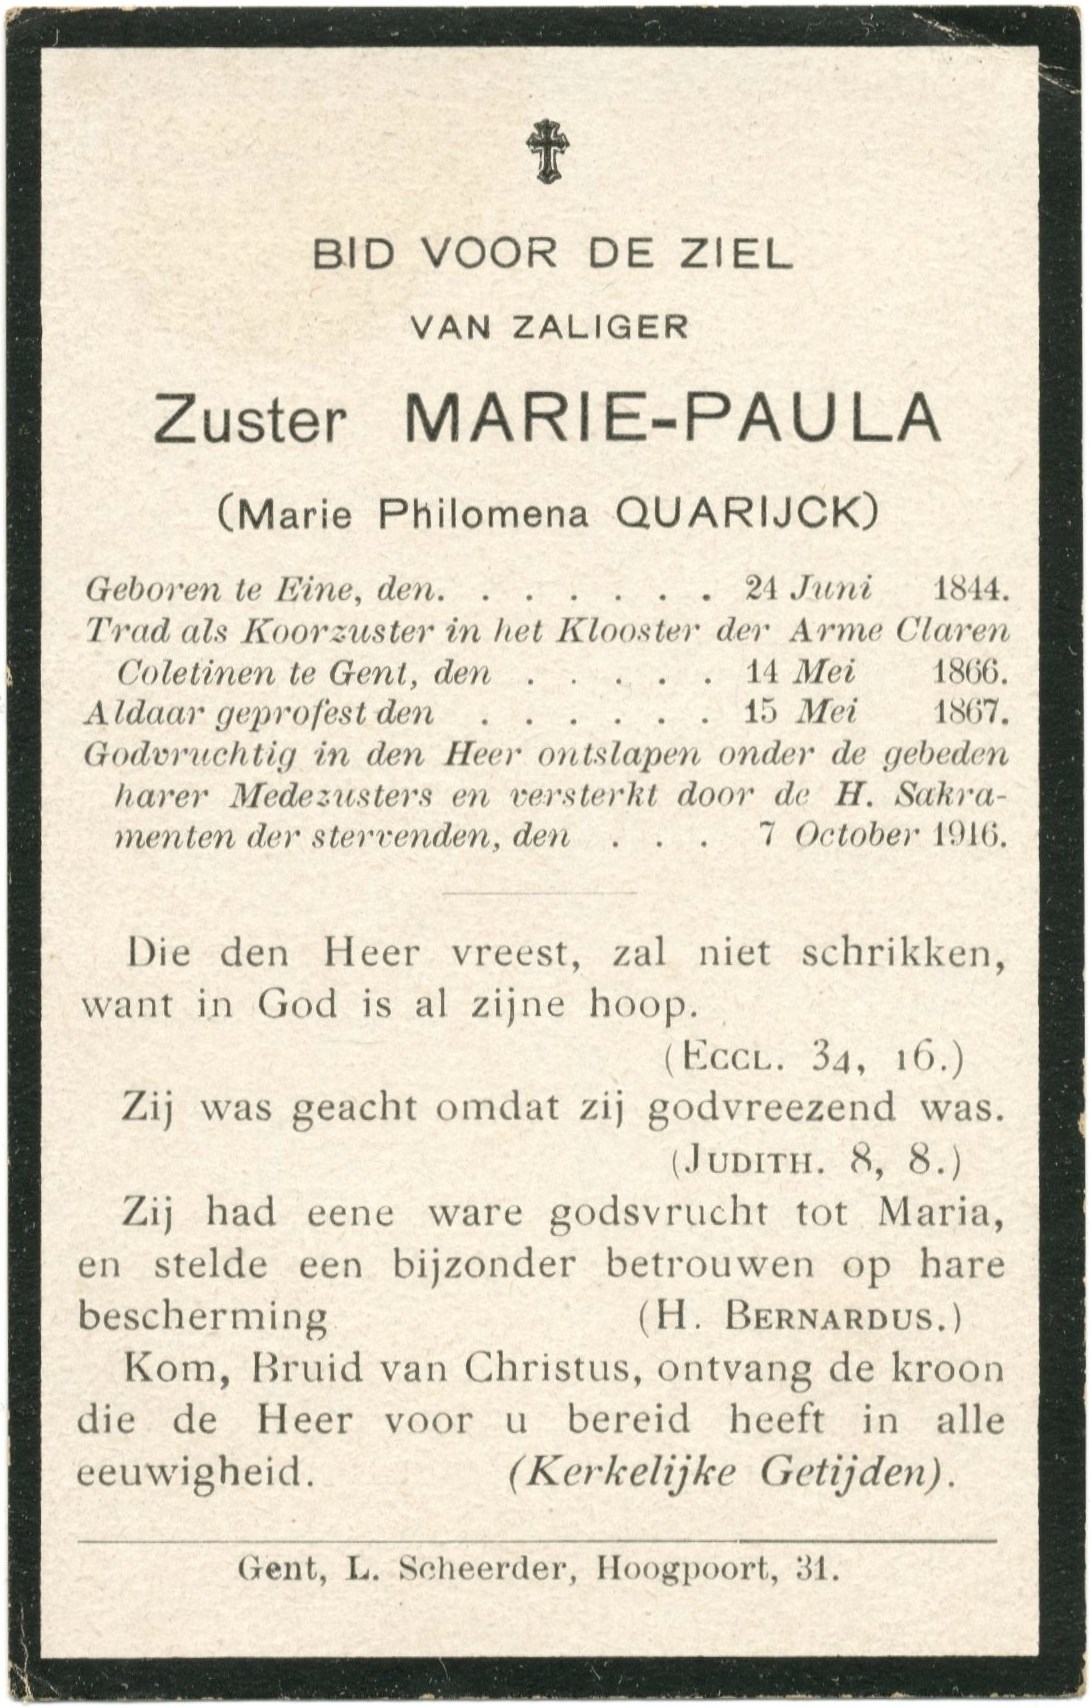 BID VOOR DE ZIEL
VAN ZALIGER
Zuster MARIE-PAULA
(Marie Philomena QUARIJCK)
Geboren te Eine, den. . . . . . . 24 Juni 1844.
Trad als Koorzuster in het Klooster der Arme Claren
Coletinen te Gent, den . . . . . 14 Mei 1866.
Aldaar geprofest den . . . . . . 15 Mei 1867.
Godvruchtig in den Heer ontslapen onder de gebeden
harer Medezusters en versterkt door de H. Sakra-
menten der stervenden, den . . . 7 October 1916.
Die den Heer vreest, zal niet schrikken,
want in God is al zijne hoop.
(ECCL. 34, 16.)
Zij was geacht omdat zij godvreezend was.
(JUDITH. 8, 8.)
Zij had eene ware godsvrucht tot Maria,
en stelde een bijzonder betrouwen op hare
bescherming (H. BERNARDUS.)
Kom, Bruid van Christus, ontvang de kroon
die de Heer voor u bereid heeft in alle
eeuwigheid. (Kerkelijke Getijden).
Gent, L. Scheerder, Hoogpoort, 31.